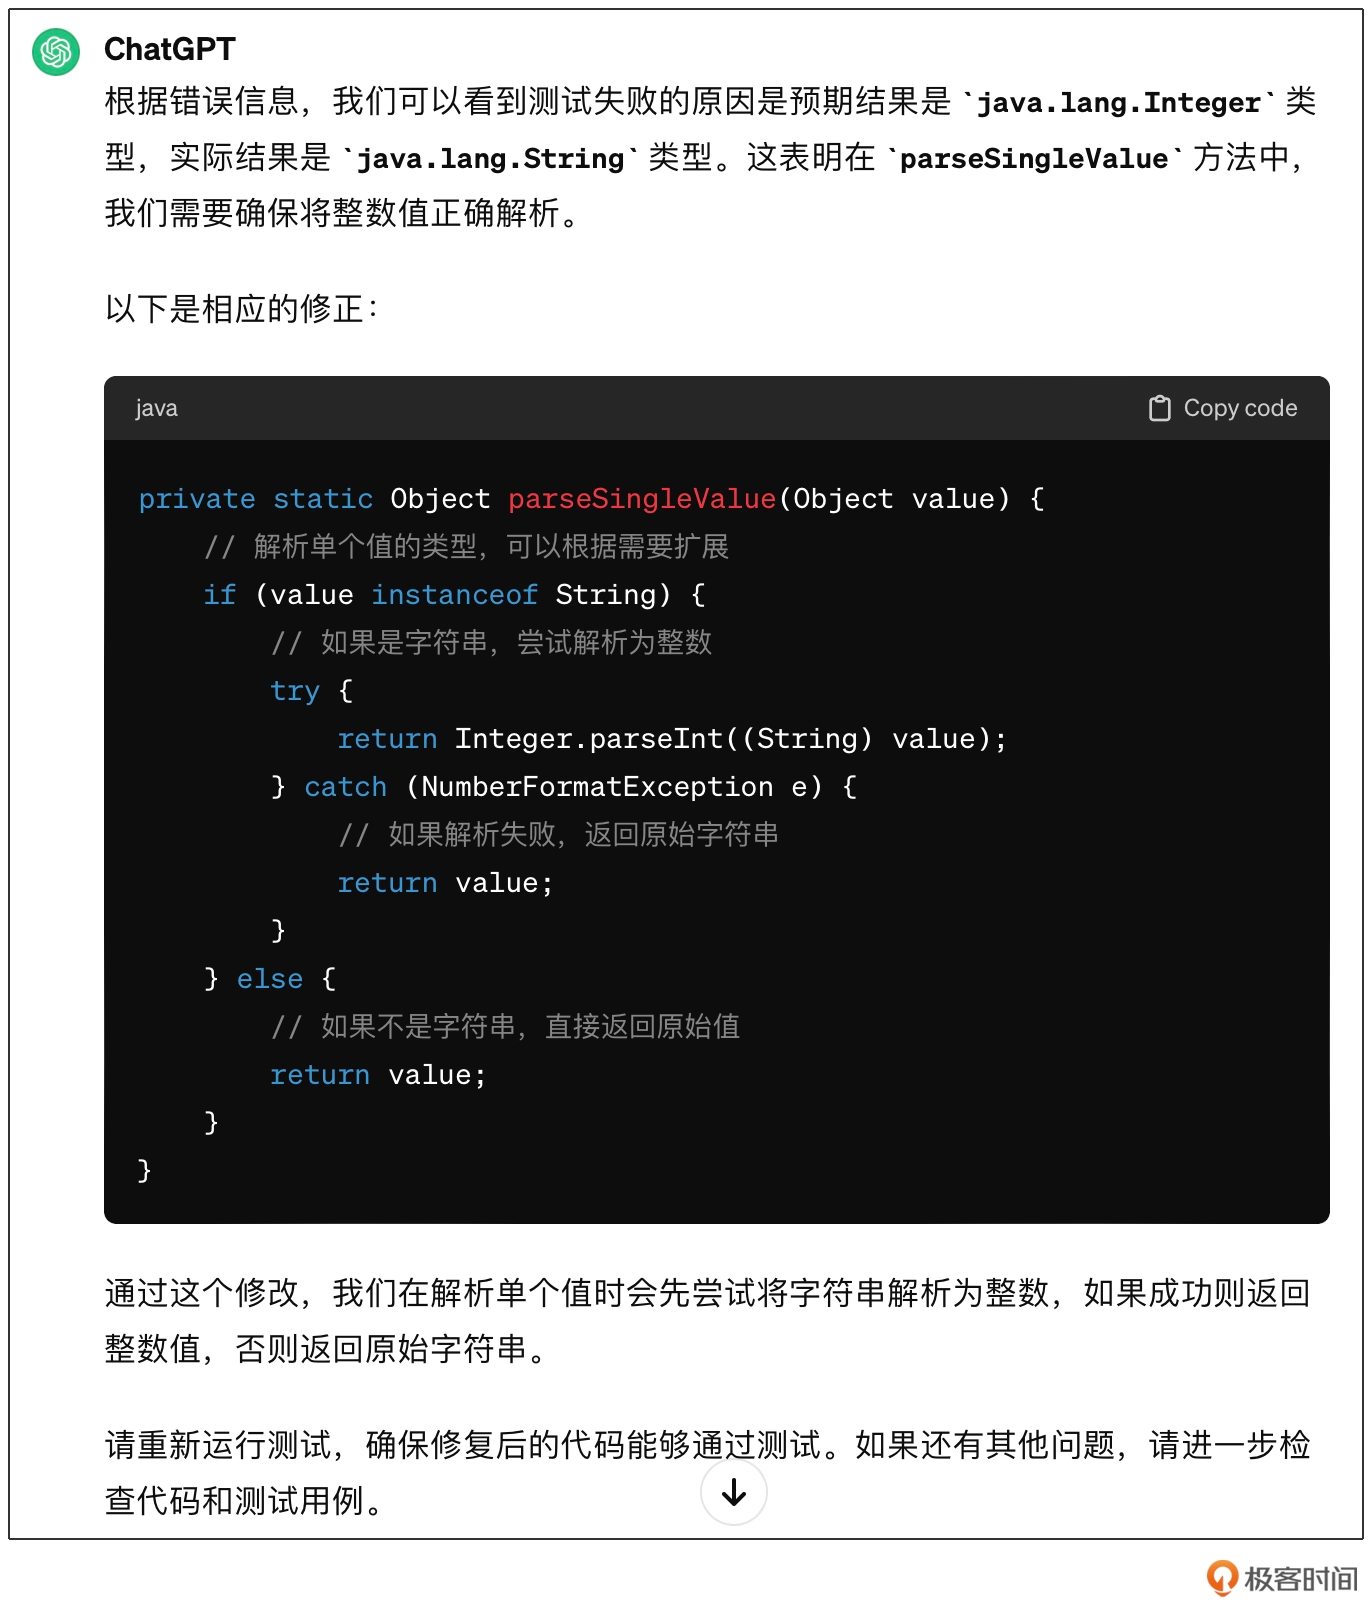 ChatGPT
根据错误信息，我们可以看到测试失败的原因是 `java.lang.Integer` 类
型，实际结果是 `java.lang.String` 类型。这表明在 `parseSingleValue` 方法中，
我们需要确保将整数值正确解析。
以下是相应的修正：
java
Copy code
private static Object parseSingleValue(Object value) {
    // 解析单个值的类型，可以根据需要扩展
    if (value instanceof String) {
        // 如果是字符串，尝试解析为整数
        try {
            return Integer.parseInt((String) value);
        } catch (NumberFormatException e) {
            // 如果解析失败，返回原始字符串
            return value;
        }
    } else {
        // 如果不是字符串，直接返回原始值
        return value;
    }
}
通过这个修改，我们在解析单个值时会先尝试将字符串解析为整数，如果成功则返回
整数值，否则返回原始字符串。
请重新运行测试，确保修复后的代码能够通过测试。如果还有其他问题，请进一步检
查代码和测试用例。
极客时间